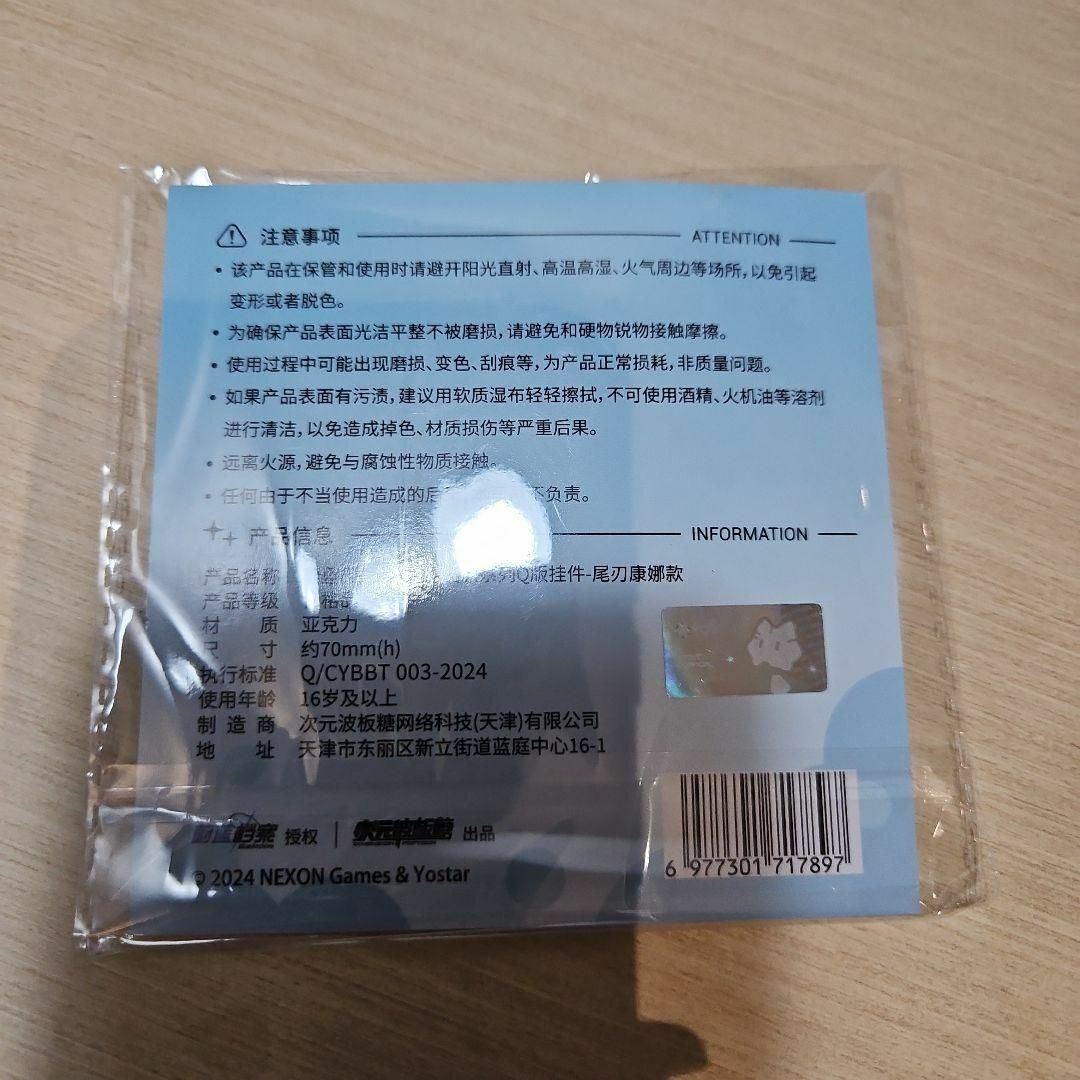 注意事项 ATTENTION
• 该产品在保管和使用时请避开阳光直射、高温高湿、火气周边等场所，以免引起
变形或者脱色。
• 为确保产品表面光洁平整不被磨损，请避免和硬物锐物接触摩擦。
• 使用过程中可能出现磨损、变色、刮痕等，为产品正常损耗，非质量问题。
• 如果产品表面有污渍，建议用软质湿布轻轻擦拭，不可使用酒精、火机油等溶剂
进行清洁，以免造成掉色、材质损伤等严重后果。
• 远离火源，避免与腐蚀性物质接触。
• 任何由于不当使用造成的后 不负责。
产品信息 INFORMATION
产品名称 系列Q版挂件-尾刃康娜款
产品等级
材质 亚克力
尺寸 约70mm(h)
执行标准 Q/CYBBT 003-2024
使用年龄 16岁及以上
制造商 次元波板糖网络科技(天津)有限公司
地址 天津市东丽区新立街道蓝庭中心16-1
蔚蓝档案 授权 | 次元波板糖 出品
© 2024 NEXON Games & Yostar
6 977301 717897